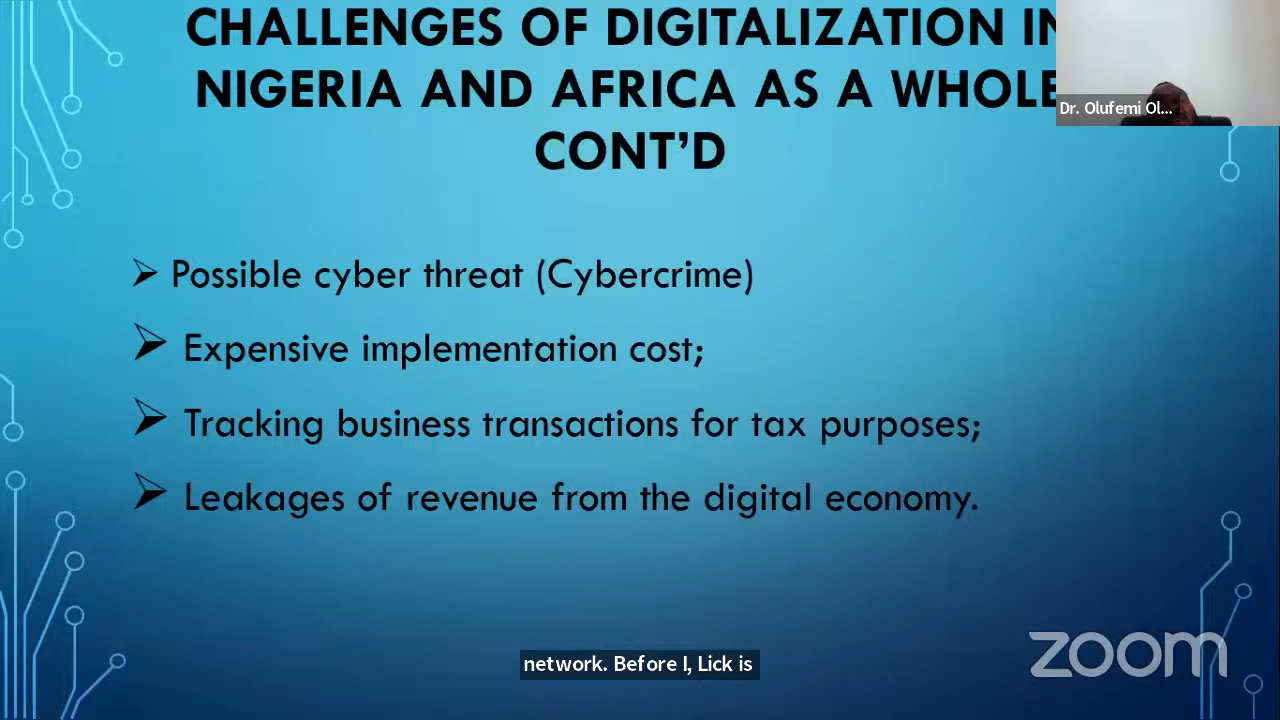 CHALLENGES OF DIGITALIZATION IN
NIGERIA AND AFRICA AS A WHOLE
CONT’D
Dr. Olufemi Ol...
➢ Possible cyber threat (Cybercrime)
➢ Expensive implementation cost;
➢ Tracking business transactions for tax purposes;
➢ Leakages of revenue from the digital economy.
network. Before I, Lick is
zoom